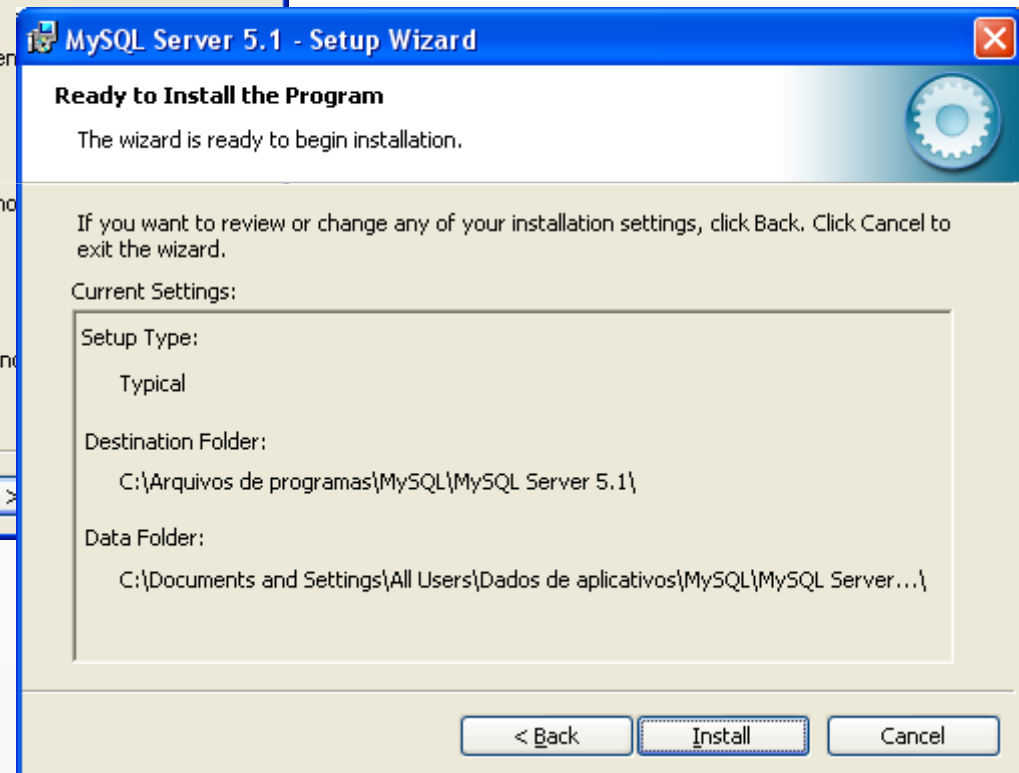 MySQL Server 5.1 - Setup Wizard
Ready to Install the Program
The wizard is ready to begin installation.
If you want to review or change any of your installation settings, click Back. Click Cancel to
exit the wizard.
Current Settings:
Setup Type:
Typical
Destination Folder:
C:\Arquivos de programas\MySQL\MySQL Server 5.1\
Data Folder:
C:\Documents and Settings\All Users\Dados de aplicativos\MySQL\MySQL Server...\
< Back
Install
Cancel